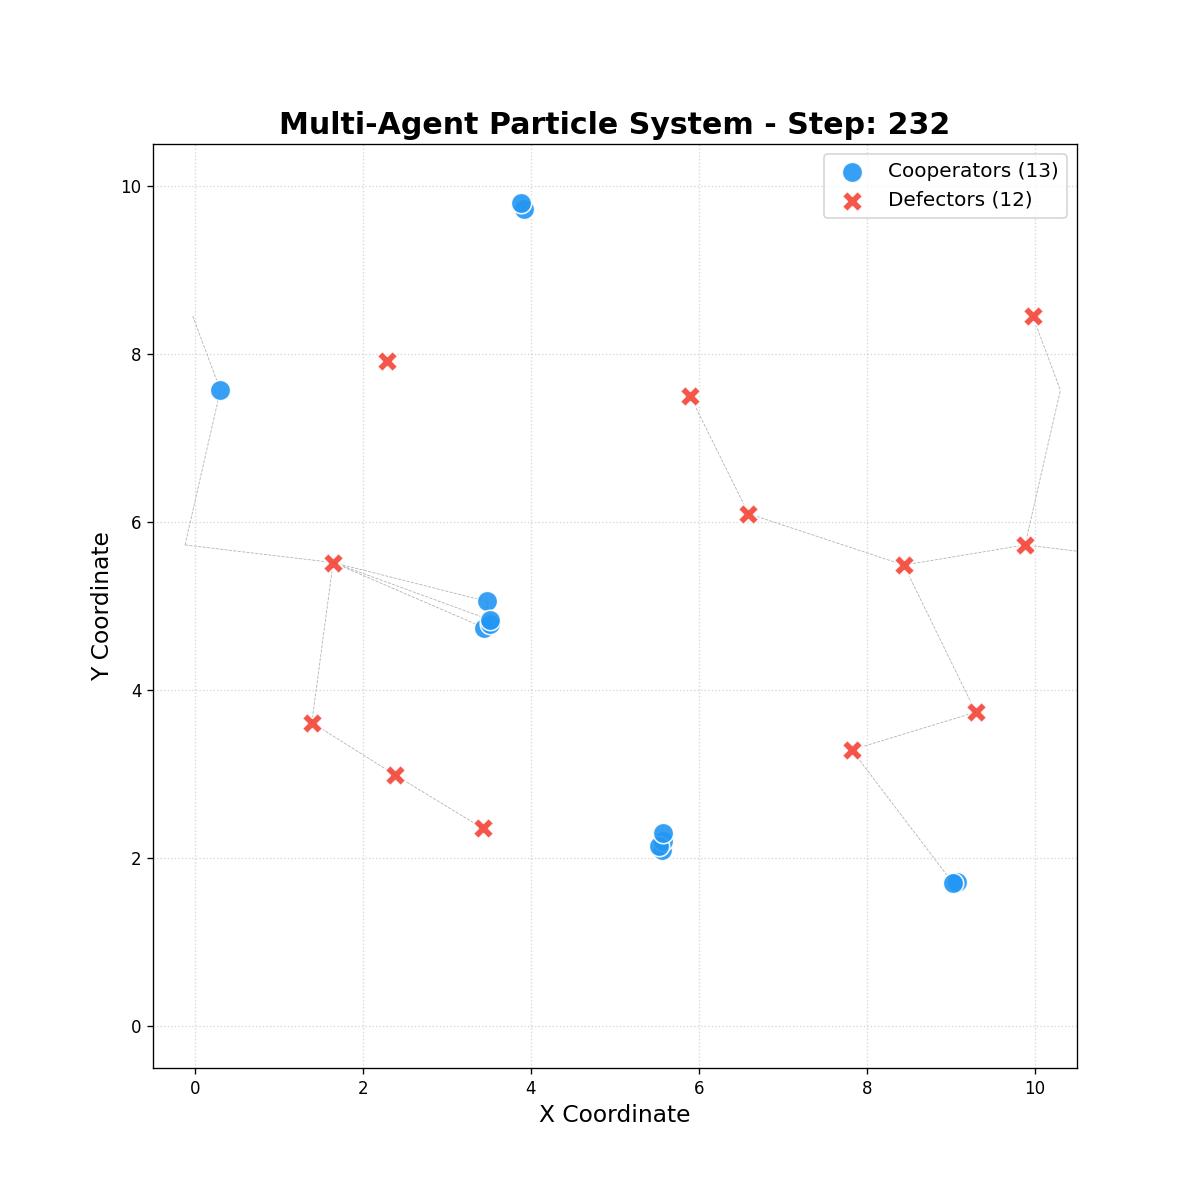 Multi-Agent Particle System - Step: 232
Cooperators (13)
Defectors (12)
10
8
6
4
2
0
Y Coordinate
0 2 4 6 8 10
X Coordinate